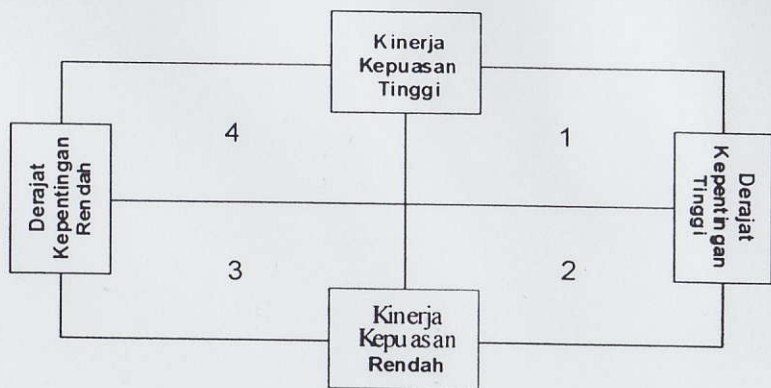 Kinerja
Kepuasan
Tinggi
4
1
Derajat
Kepentingan
Rendah
Derajat
Kepentingan
Tinggi
3
2
Kinerja
Kepuasan
Rendah